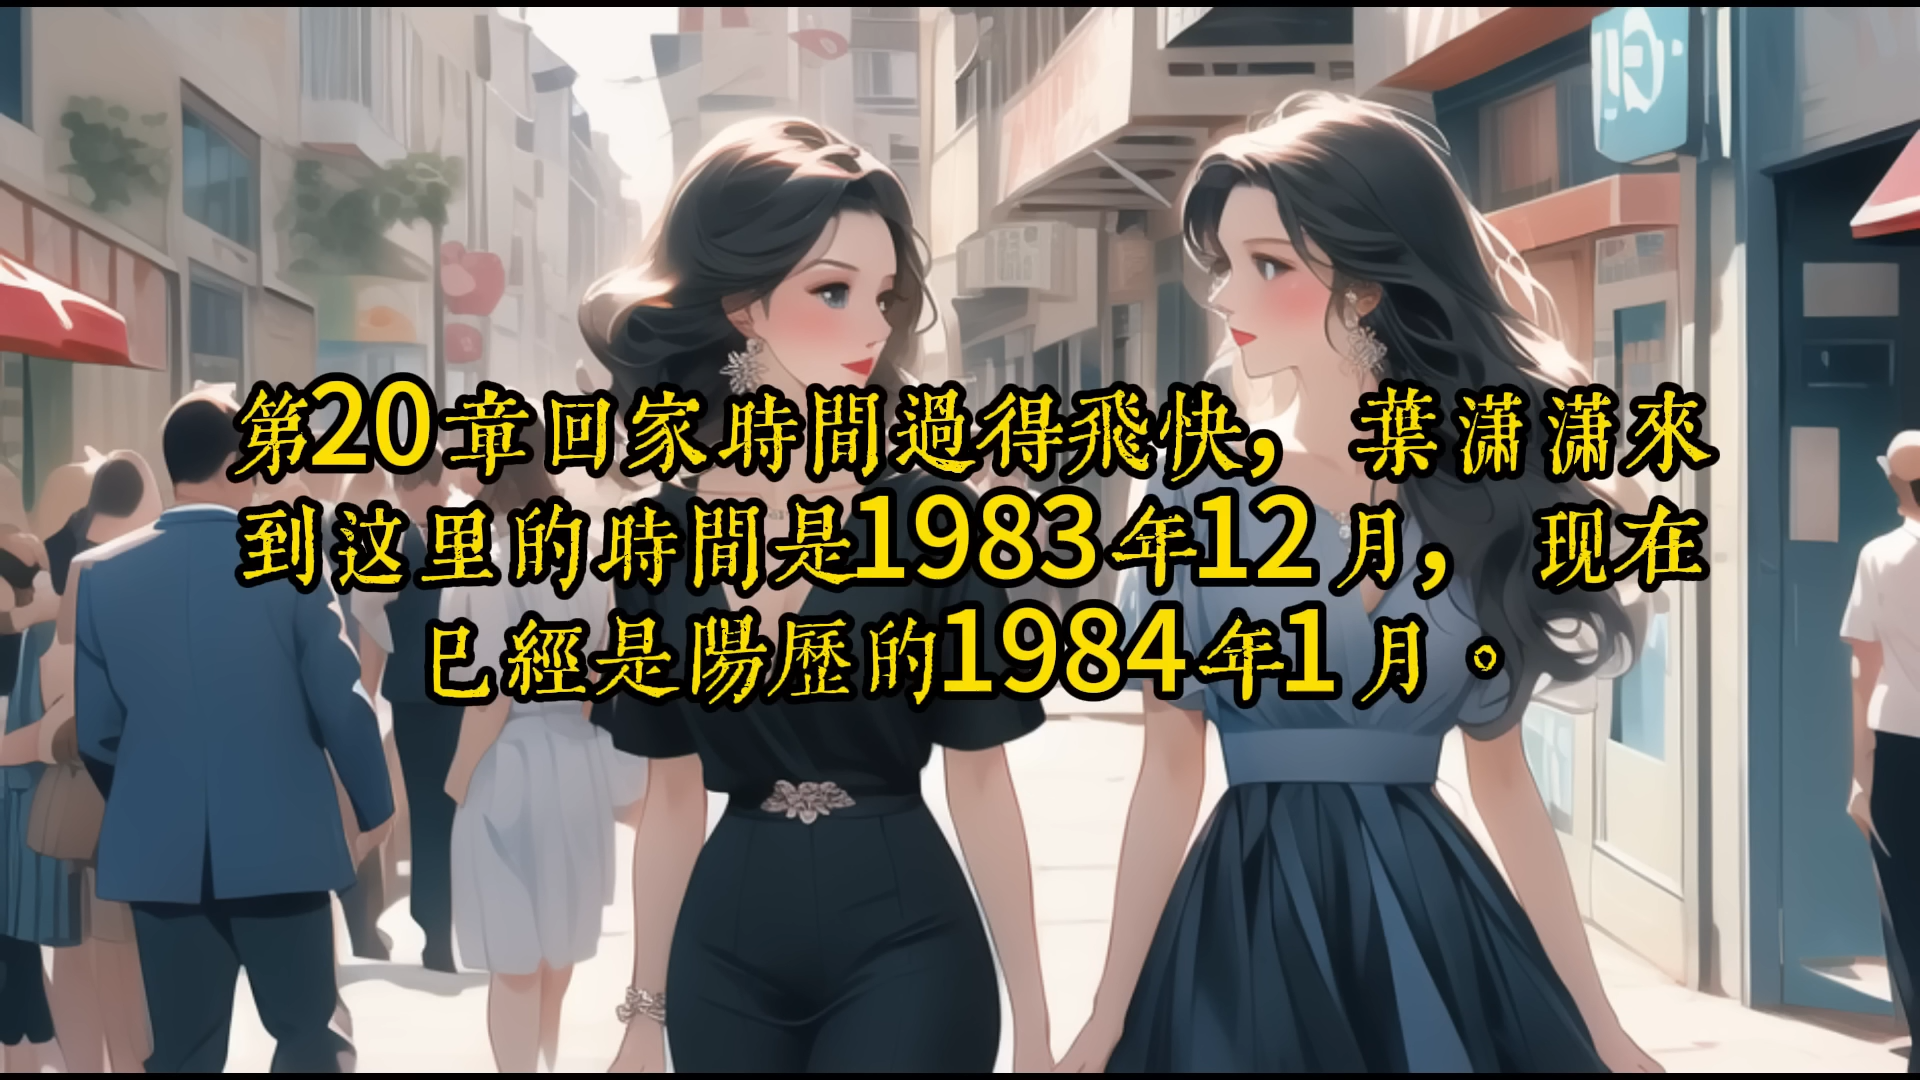 第20章回家時間過得飛快，葉潇潇來
到这里的時間是1983年12月，现在
已經是陽歷的1984年1月。